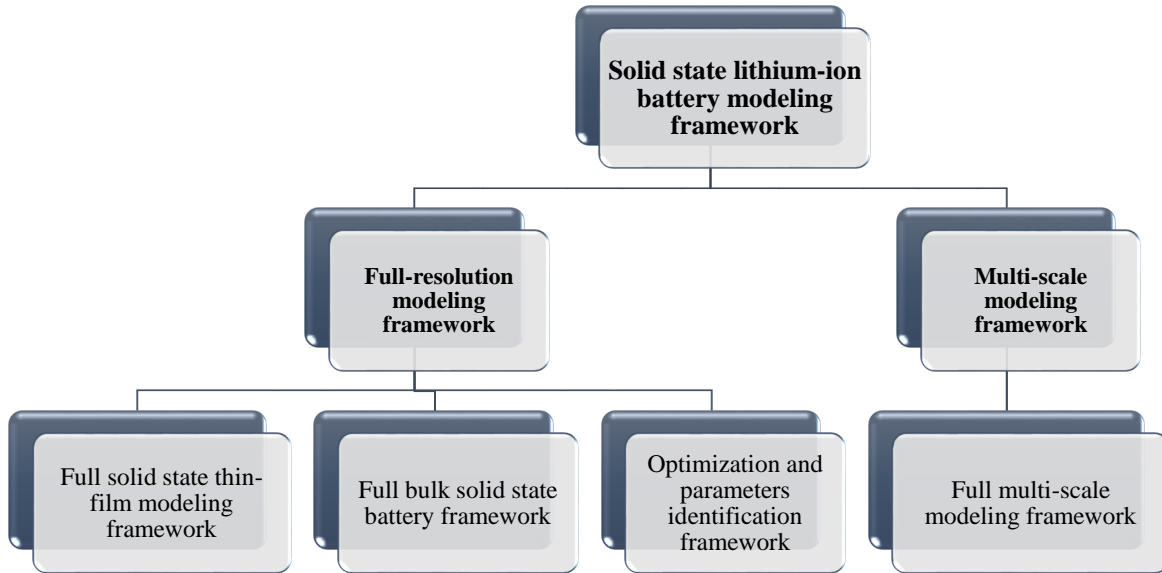 Solid state lithium-ion
battery modeling
framework
Full-resolution
modeling
framework
Multi-scale
modeling
framework
Full solid state thin-
film modeling
framework
Full bulk solid state
battery framework
Optimization and
parameters
identification
framework
Full multi-scale
modeling framework